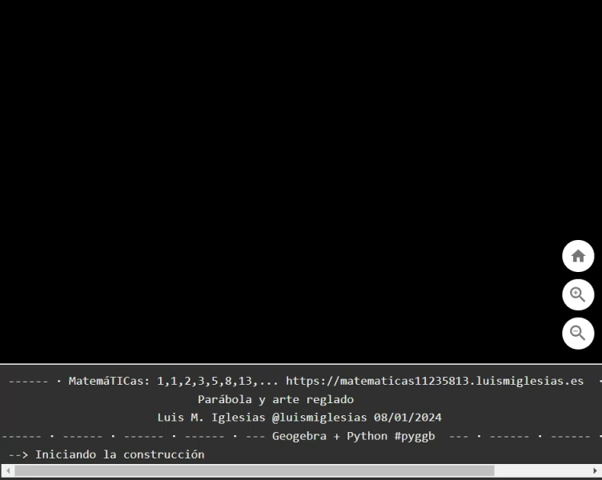 ------ · MatemáTICas: 1,1,2,3,5,8,13,... https://matematicas11235813.luismiglesias.es ·
Parábola y arte reglado
Luis M. Iglesias @luismiglesias 08/01/2024
------ · ------ · ------ · ------ · --- Geogebra + Python #pyggb --- · ------ · ------ · ------ ·
--> Iniciando la construcción